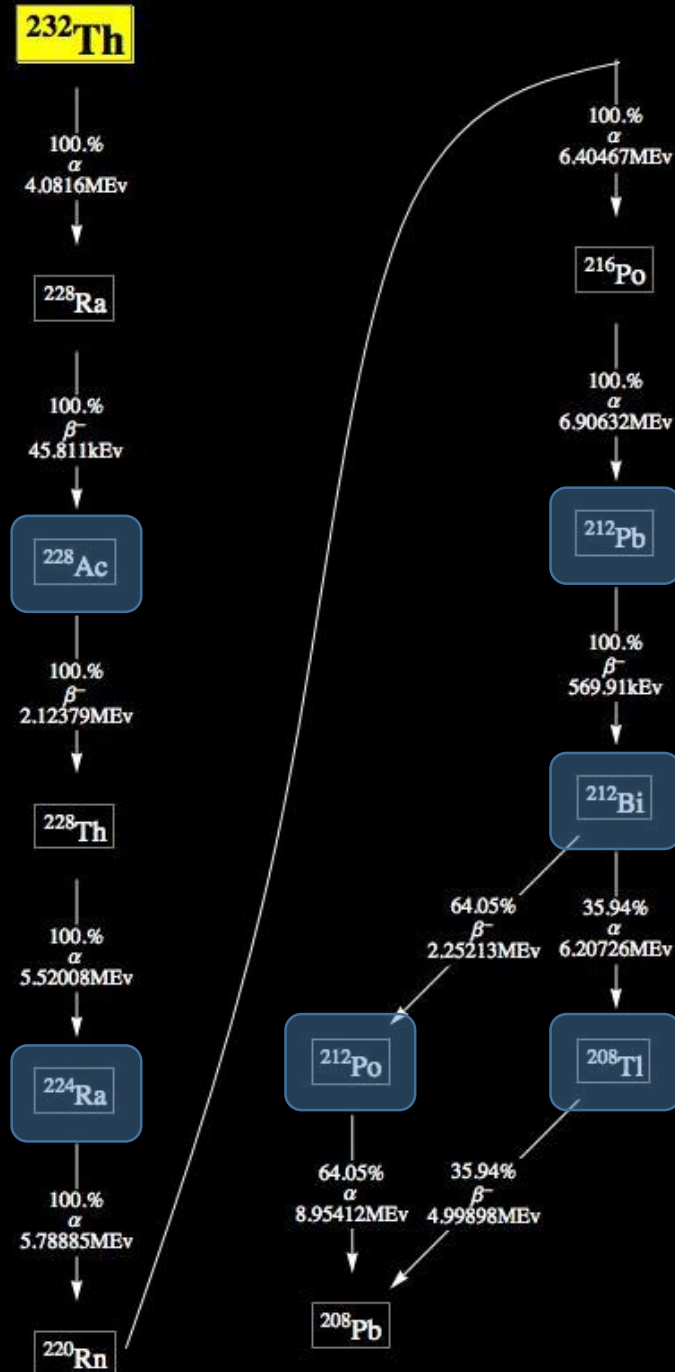 ²³²Th
100.%
α
4.0816MEv
²²⁸Ra
100.%
β⁻
45.811kEv
²²⁸Ac
100.%
β⁻
2.12379MEv
²²⁸Th
100.%
α
5.52008MEv
²²⁴Ra
100.%
α
5.78885MEv
²²⁰Rn
100.%
α
6.40467MEv
²¹⁶Po
100.%
α
6.90632MEv
²¹²Pb
100.%
β⁻
569.91kEv
²¹²Bi
64.05%
β⁻
2.25213MEv
35.94%
α
6.20726MEv
²¹²Po
²⁰⁸Tl
64.05%
α
8.95412MEv
35.94%
β⁻
4.99898MEv
²⁰⁸Pb